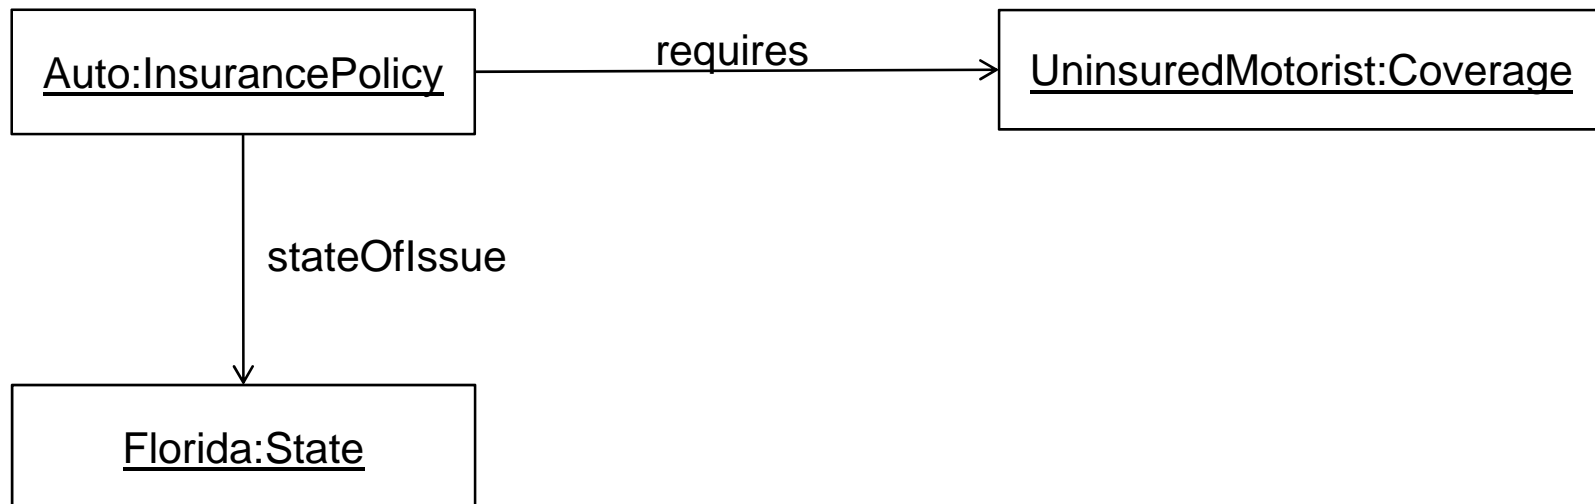 Auto:InsurancePolicy
requires
UninsuredMotorist:Coverage
stateOfIssue
Florida:State